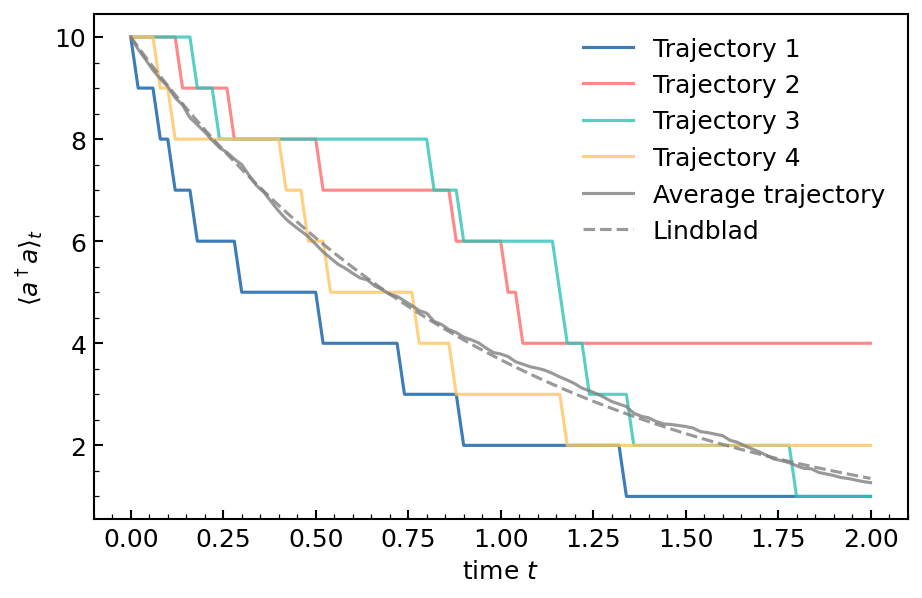 10
8
6
4
2
⟨a†a⟩t
0.00 0.25 0.50 0.75 1.00 1.25 1.50 1.75 2.00
time t
Trajectory 1
Trajectory 2
Trajectory 3
Trajectory 4
Average trajectory
Lindblad